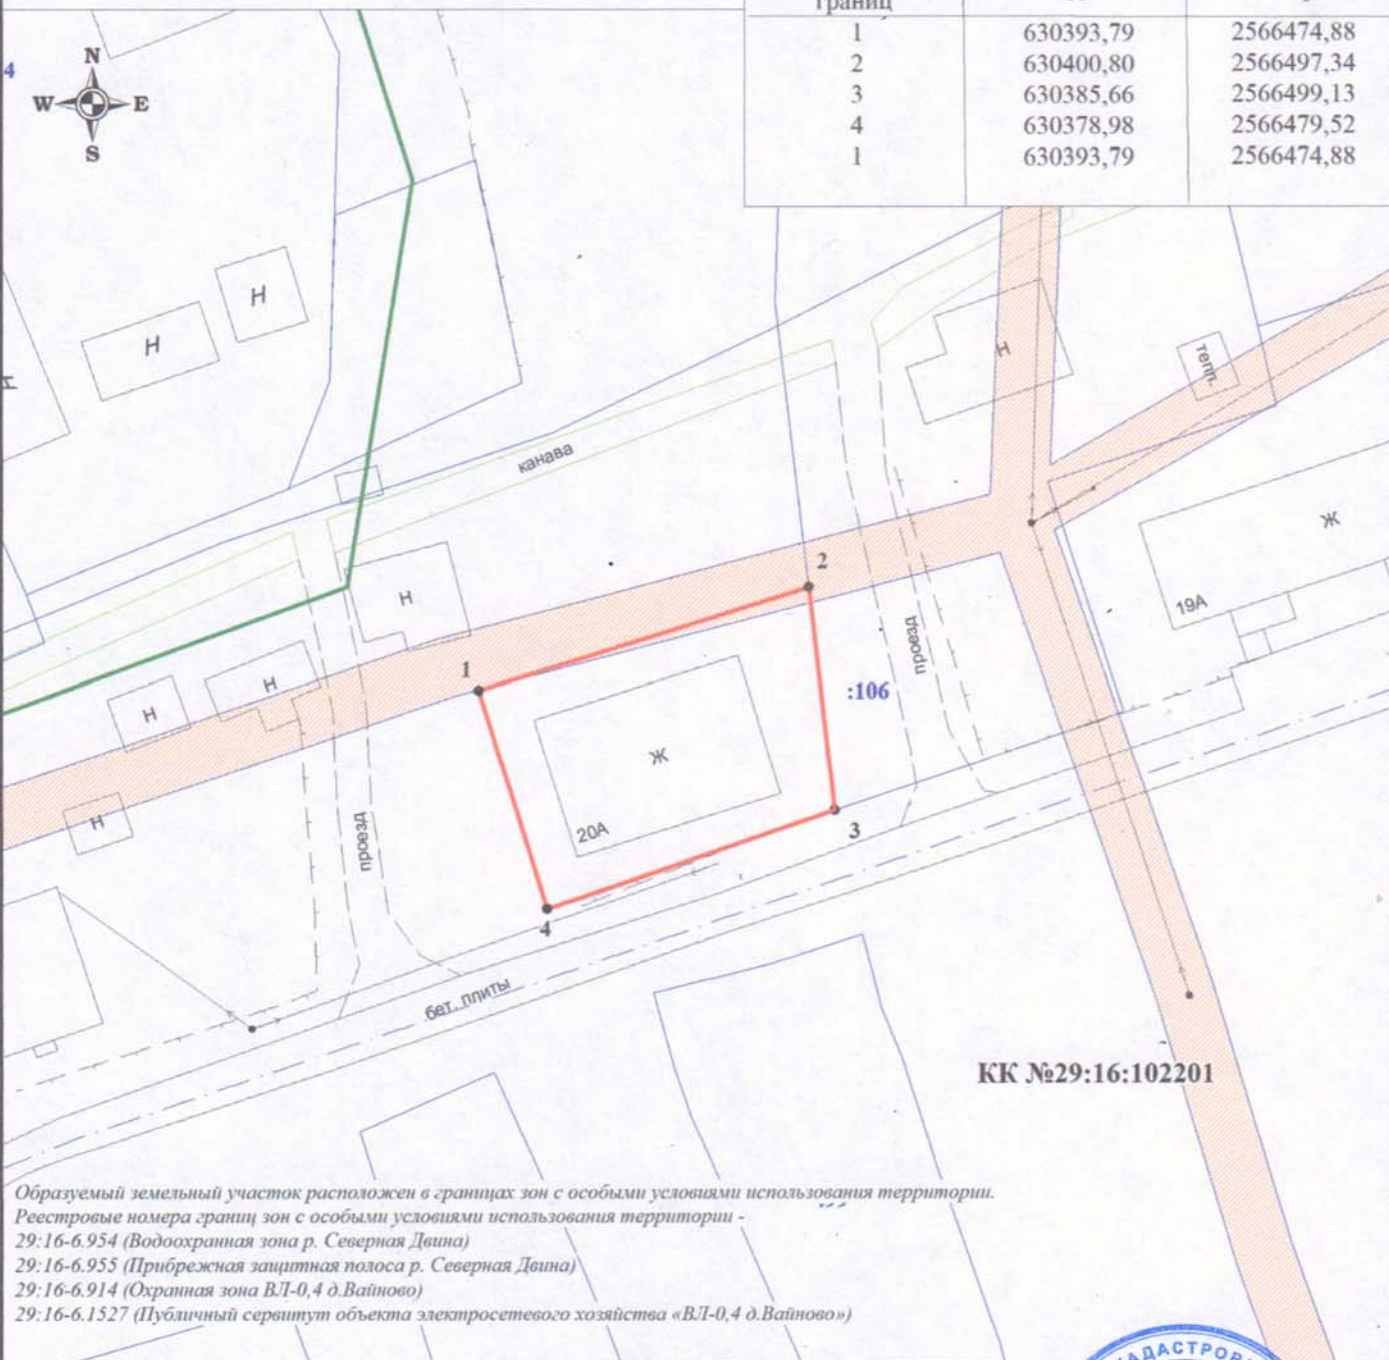 границ
1 630393,79 2566474,88
2 630400,80 2566497,34
3 630385,66 2566499,13
4 630378,98 2566479,52
1 630393,79 2566474,88
4
N
W E
S
Н
Н
Н
тепл.
канава
Ж
19А
2
Н
проезд
1
Н
Н
:106
Ж
20А
Н
проезд
3
4
бет. плиты
КК №29:16:102201
Образуемый земельный участок расположен в границах зон с особыми условиями использования территории.
Реестровые номера границ зон с особыми условиями использования территории -
29:16-6.954 (Водоохранная зона р. Северная Двина)
29:16-6.955 (Прибрежная защитная полоса р. Северная Двина)
29:16-6.914 (Охранная зона ВЛ-0,4 д.Вайново)
29:16-6.1527 (Публичный сервитут объекта электросетевого хозяйства «ВЛ-0,4 д.Вайново»)